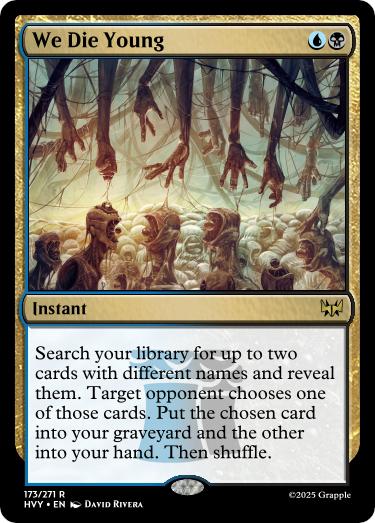 We Die Young
Instant
Search your library for up to two
cards with different names and reveal
them. Target opponent chooses one
of those cards. Put the chosen card
into your graveyard and the other
into your hand. Then shuffle.
173/271 R
HVY • EN David Rivera
©2025 Grapple